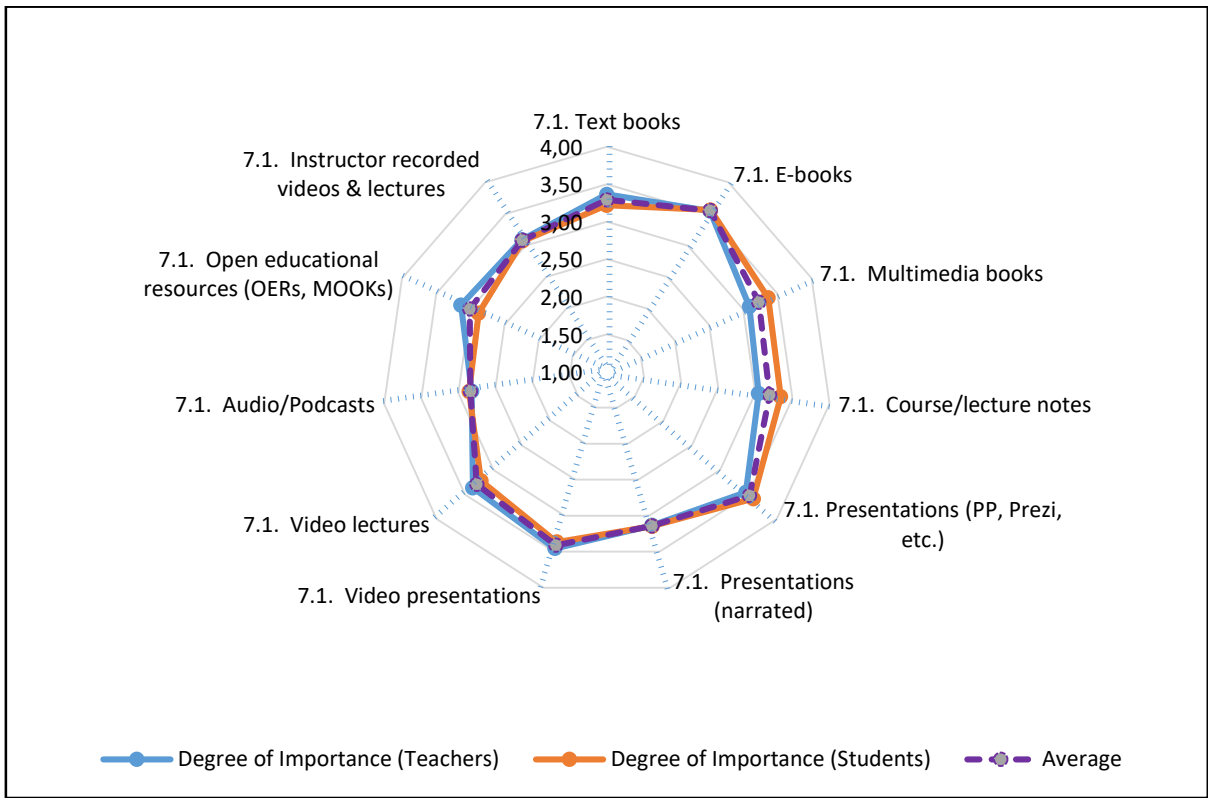 7.1. Text books
4,00
3,50
3,00
2,50
2,00
1,50
1,00
7.1. E-books
7.1. Multimedia books
7.1. Course/lecture notes
7.1. Presentations (PP, Prezi,
etc.)
7.1. Presentations
(narrated)
7.1. Video presentations
7.1. Video lectures
7.1. Audio/Podcasts
7.1. Open educational
resources (OERs, MOOKs)
7.1. Instructor recorded
videos & lectures
Degree of Importance (Teachers)
Degree of Importance (Students)
Average